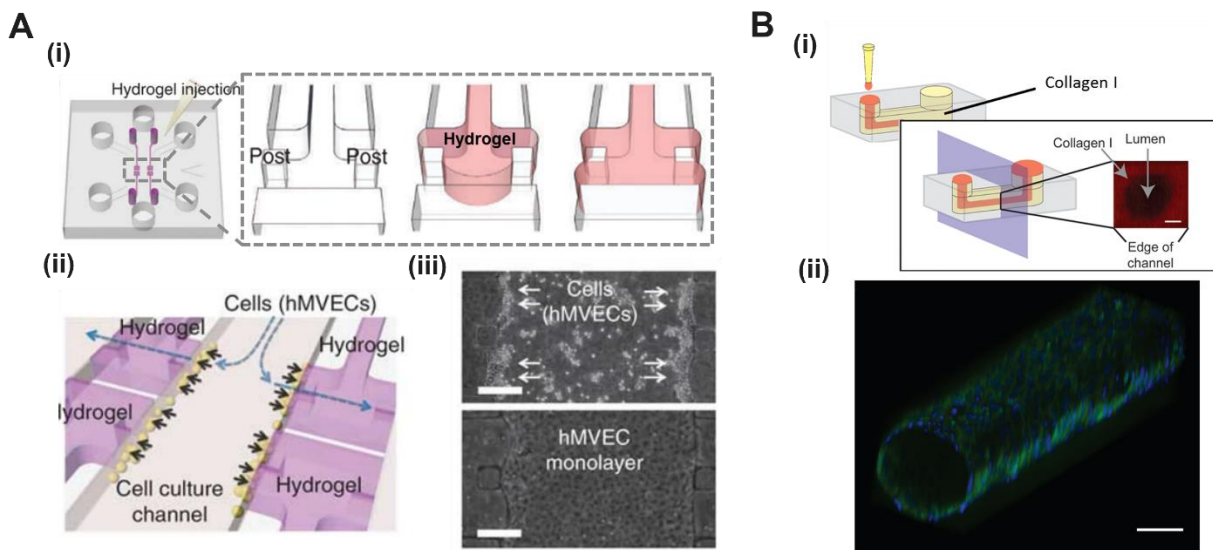 A
(i)
Hydrogel injection
Post
Post
Hydrogel
(ii)
Cells (hMVECs)
Hydrogel
Hydrogel
Hydrogel
Cell culture
channel
Hydrogel
(iii)
Cells
(hMVECs)
hMVEC
monolayer
B
(i)
Collagen I
Collagen I
Lumen
Edge of
channel
(ii)